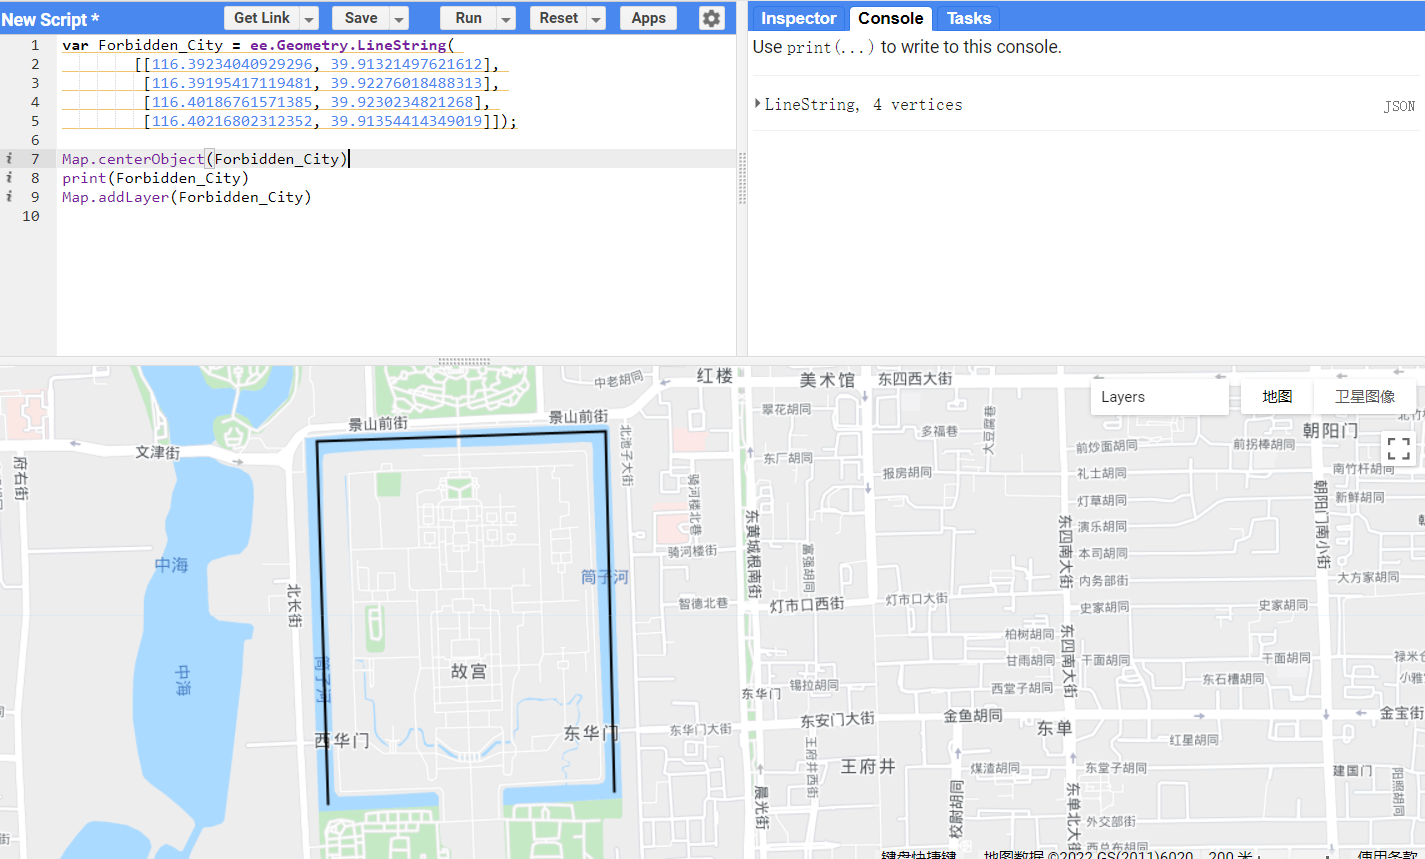 New Script *
Get Link
Save
Run
Reset
Apps
Inspector
Console
Tasks
1 var Forbidden_City = ee.Geometry.LineString(
2 [[116.39234040929296, 39.91321497621612],
3 [116.39195417119481, 39.92276018488313],
4 [116.40186761571385, 39.9230234821268],
5 [116.40216802312352, 39.91354414349019]]);
6
i 7 Map.centerObject(Forbidden_City)
i 8 print(Forbidden_City)
i 9 Map.addLayer(Forbidden_City)
10
Use print(...) to write to this console.
LineString, 4 vertices
JSON
Layers
地图
卫星图像
中老胡同
红楼
美术馆
东四西大街
景山前街
景山前街
翠花胡同
多福巷
大豆腐巷
朝阳门
文津街
府右街
北池子大街
东厂胡同
报房胡同
前炒面胡同
前拐棒胡同
礼士胡同
南竹杆胡同
灯草胡同
新鲜胡同
骑河楼北巷
东黄城根南街
东四南大街
演乐胡同
朝阳门南小街
本司胡同
骑河楼街
富强胡同
中海
筒子河
内务部街
大方家胡同
北长街
智德北巷
灯市口西街
灯市口大街
史家胡同
史家胡同
柏树胡同
东四南大街
甘雨胡同
干面胡同
干面胡同
禄米仓
中海
筒子河
故宫
锡拉胡同
西堂子胡同
东石槽胡同
小雅宝
东华门
西华门
东华门
东华门大街
东安门大街
金鱼胡同
东单
金宝街
红星胡同
王府井西街
王府井
煤渣胡同
东堂子胡同
建国门
阳照胡同
晨光街
校尉胡同
东单北大街
外交部街
西总布胡同
键盘快捷键
地图数据 ©2022 GS(2011)6020
200 米
使用条款